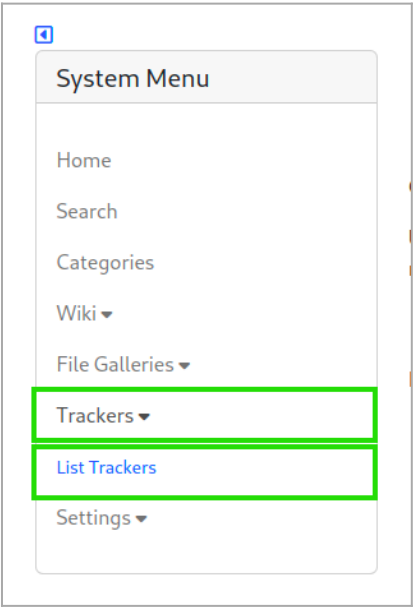 System Menu
Home
Search
Categories
Wiki
File Galleries
Trackers
List Trackers
Settings